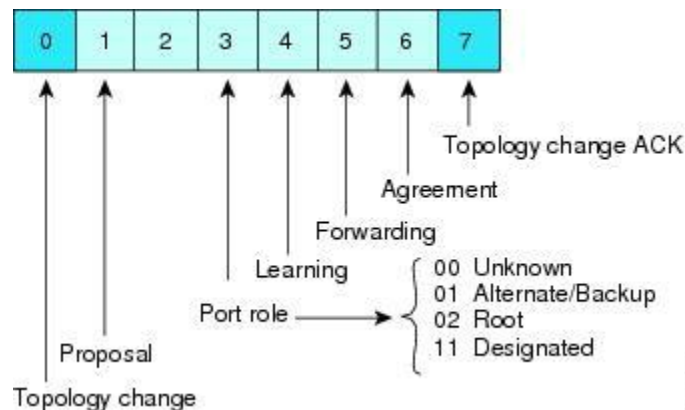 0 1 2 3 4 5 6 7
Topology change ACK
Agreement
Forwarding
Learning
00 Unknown
01 Alternate/Backup
Port role
02 Root
11 Designated
Proposal
Topology change